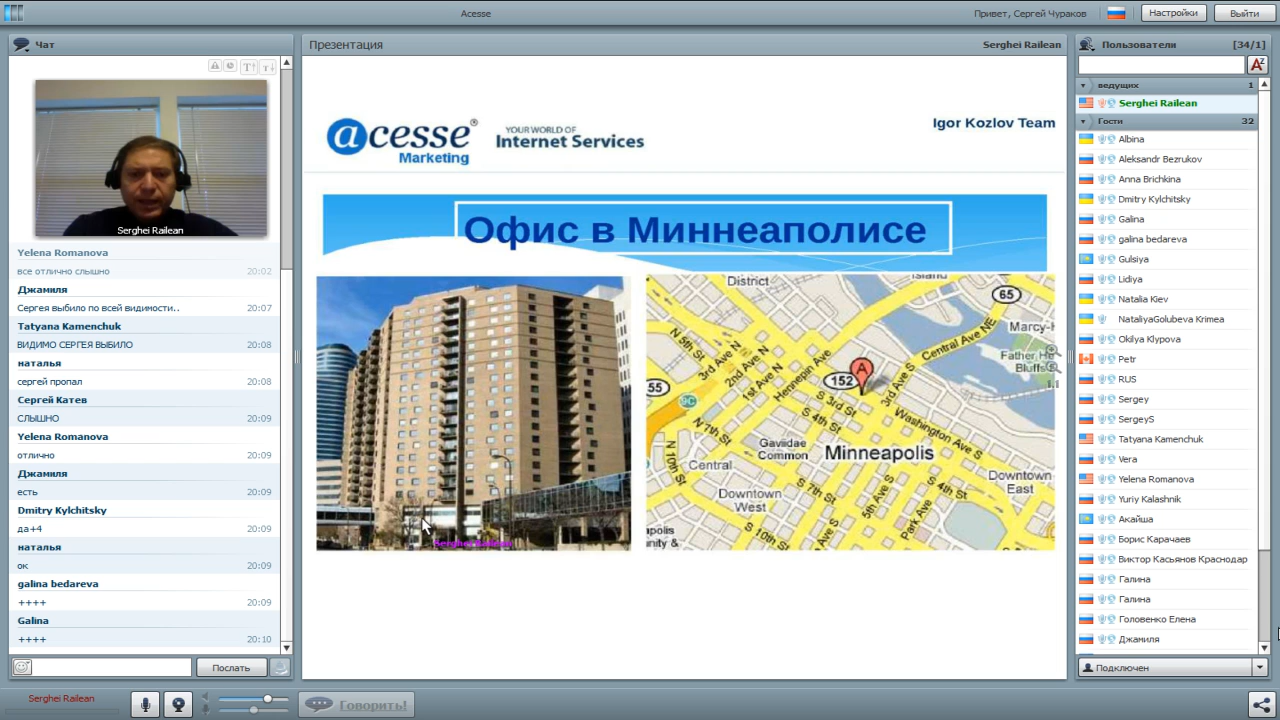 Acesse
Привет, Сергей Чураков
Настройки
Выйти
Чат
Serghei Railean
Yelena Romanova
все отлично слышно 20:02
Джамиля
Сергея выбило по всей видимости.. 20:07
Tatyana Kamenchuk
ВИДИМО СЕРГЕЯ ВЫБИЛО 20:08
наталья
сергей пропал 20:08
Сергей Катев
СЛЫШНО 20:09
Yelena Romanova
отлично 20:09
Джамиля
есть 20:09
Dmitry Kylchitsky
да+4 20:09
наталья
ок 20:09
galina bedareva
++++ 20:09
Galina
++++ 20:10
Послать
Serghei Railean
Говорить!
Презентация
Serghei Railean
acesse®
Marketing
YOUR WORLD OF
Internet Services
Igor Kozlov Team
Офис в Миннеаполисе
Serghei Railean
District
Island
65
N 5th St
3rd Ave N
2nd Ave N
1st Ave N
Hennepin Ave
Central Ave NE
Marcy-H
Father He
Bluffs
A
152
3rd Ave S
55
S 3rd St
S 4th St
Washington Ave S
N 7th St
Gaviidae
Common
Minneapolis
N 10th St
Central
Downtown
West
S 7th St
5th Ave S
S 4th St
Downtown
East
Park Ave
S 10th St
apolis
nity &
Пользователи [34/1]
ведущих 1
Serghei Railean
Гости 32
Albina
Aleksandr Bezrukov
Anna Brichkina
Dmitry Kylchitsky
Galina
galina bedareva
Gulsiya
Lidiya
Natalia Kiev
NataliyaGolubeva Krimea
Okilya Klypova
Petr
RUS
Sergey
SergeyS
Tatyana Kamenchuk
Vera
Yelena Romanova
Yuriy Kalashnik
Акайша
Борис Карачаев
Виктор Касьянов Краснодар
Галина
Галина
Головенко Елена
Джамиля
Подключен